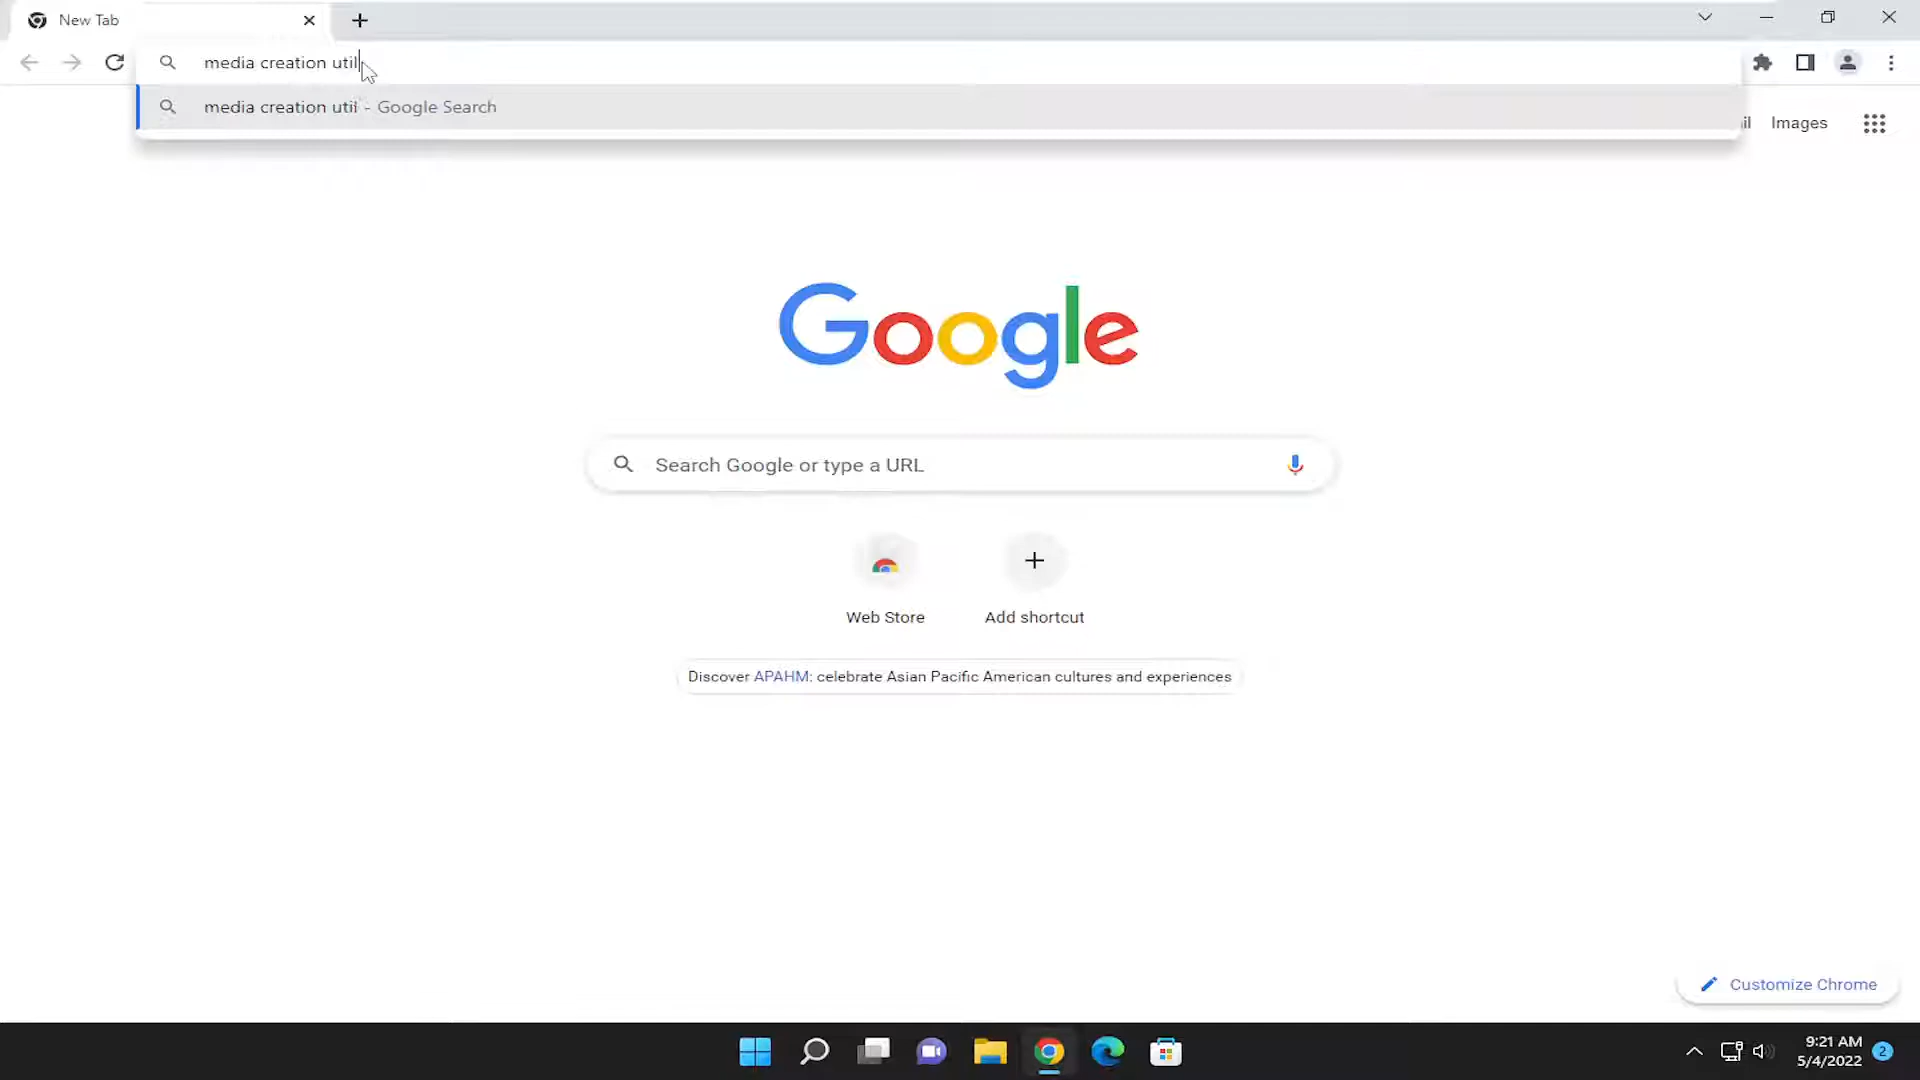 New Tab
media creation util
media creation util - Google Search
il Images
Google
Search Google or type a URL
Web Store Add shortcut
Discover APAHM: celebrate Asian Pacific American cultures and experiences
Customize Chrome
9:21 AM
5/4/2022 2